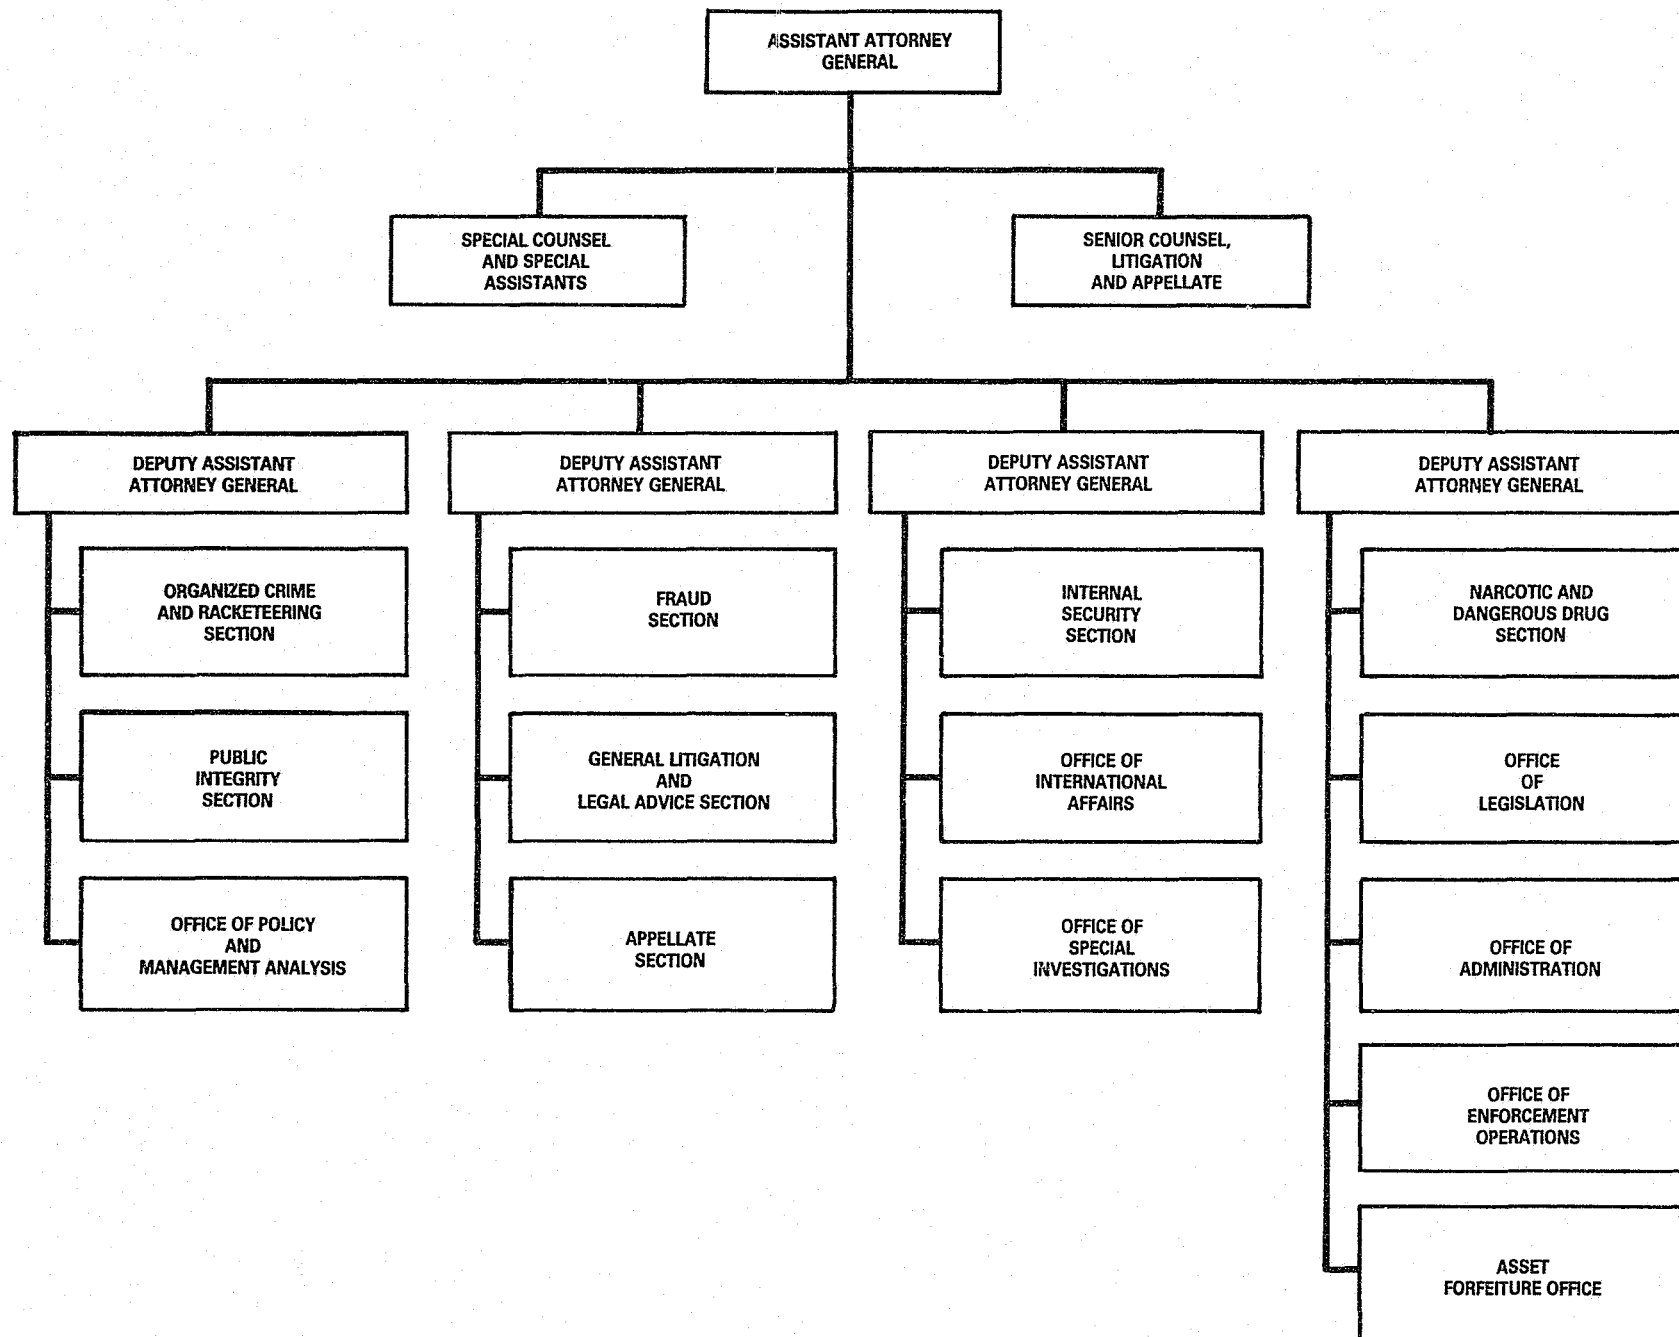 ASSISTANT ATTORNEY
GENERAL
SPECIAL COUNSEL
AND SPECIAL
ASSISTANTS
SENIOR COUNSEL,
LITIGATION
AND APPELLATE
DEPUTY ASSISTANT
ATTORNEY GENERAL
ORGANIZED CRIME
AND RACKETEERING
SECTION
PUBLIC
INTEGRITY
SECTION
OFFICE OF POLICY
AND
MANAGEMENT ANALYSIS
DEPUTY ASSISTANT
ATTORNEY GENERAL
FRAUD
SECTION
GENERAL LITIGATION
AND
LEGAL ADVICE SECTION
APPELLATE
SECTION
DEPUTY ASSISTANT
ATTORNEY GENERAL
INTERNAL
SECURITY
SECTION
OFFICE OF
INTERNATIONAL
AFFAIRS
OFFICE OF
SPECIAL
INVESTIGATIONS
DEPUTY ASSISTANT
ATTORNEY GENERAL
NARCOTIC AND
DANGEROUS DRUG
SECTION
OFFICE
OF
LEGISLATION
OFFICE OF
ADMINISTRATION
OFFICE OF
ENFORCEMENT
OPERATIONS
ASSET
FORFEITURE OFFICE